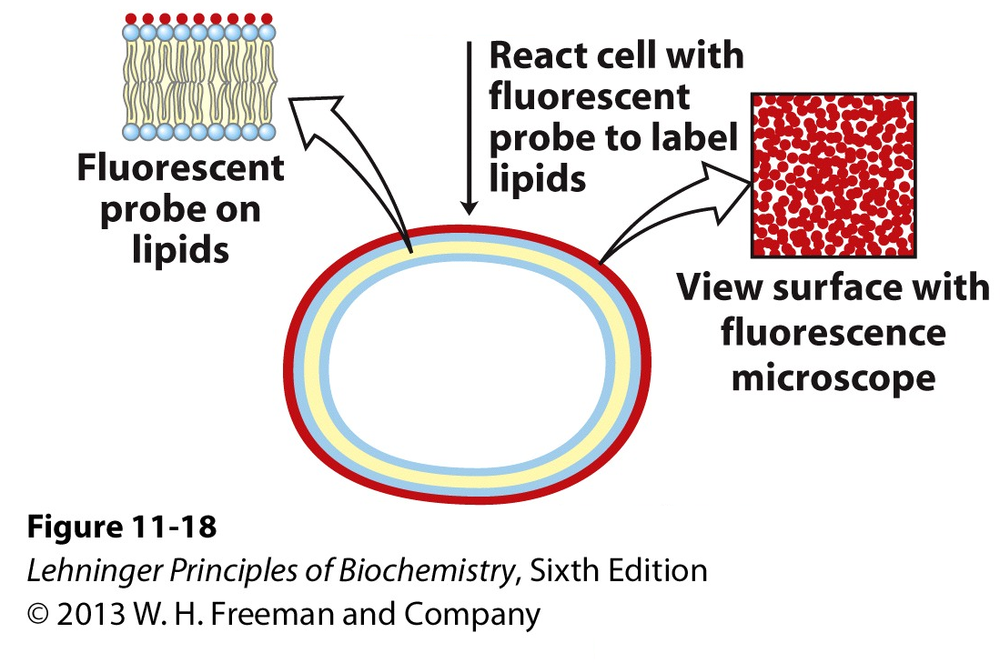 React cell with
fluorescent
probe to label
lipids
Fluorescent
probe on
lipids
View surface with
fluorescence
microscope
Figure 11-18
Lehninger Principles of Biochemistry, Sixth Edition
© 2013 W. H. Freeman and Company